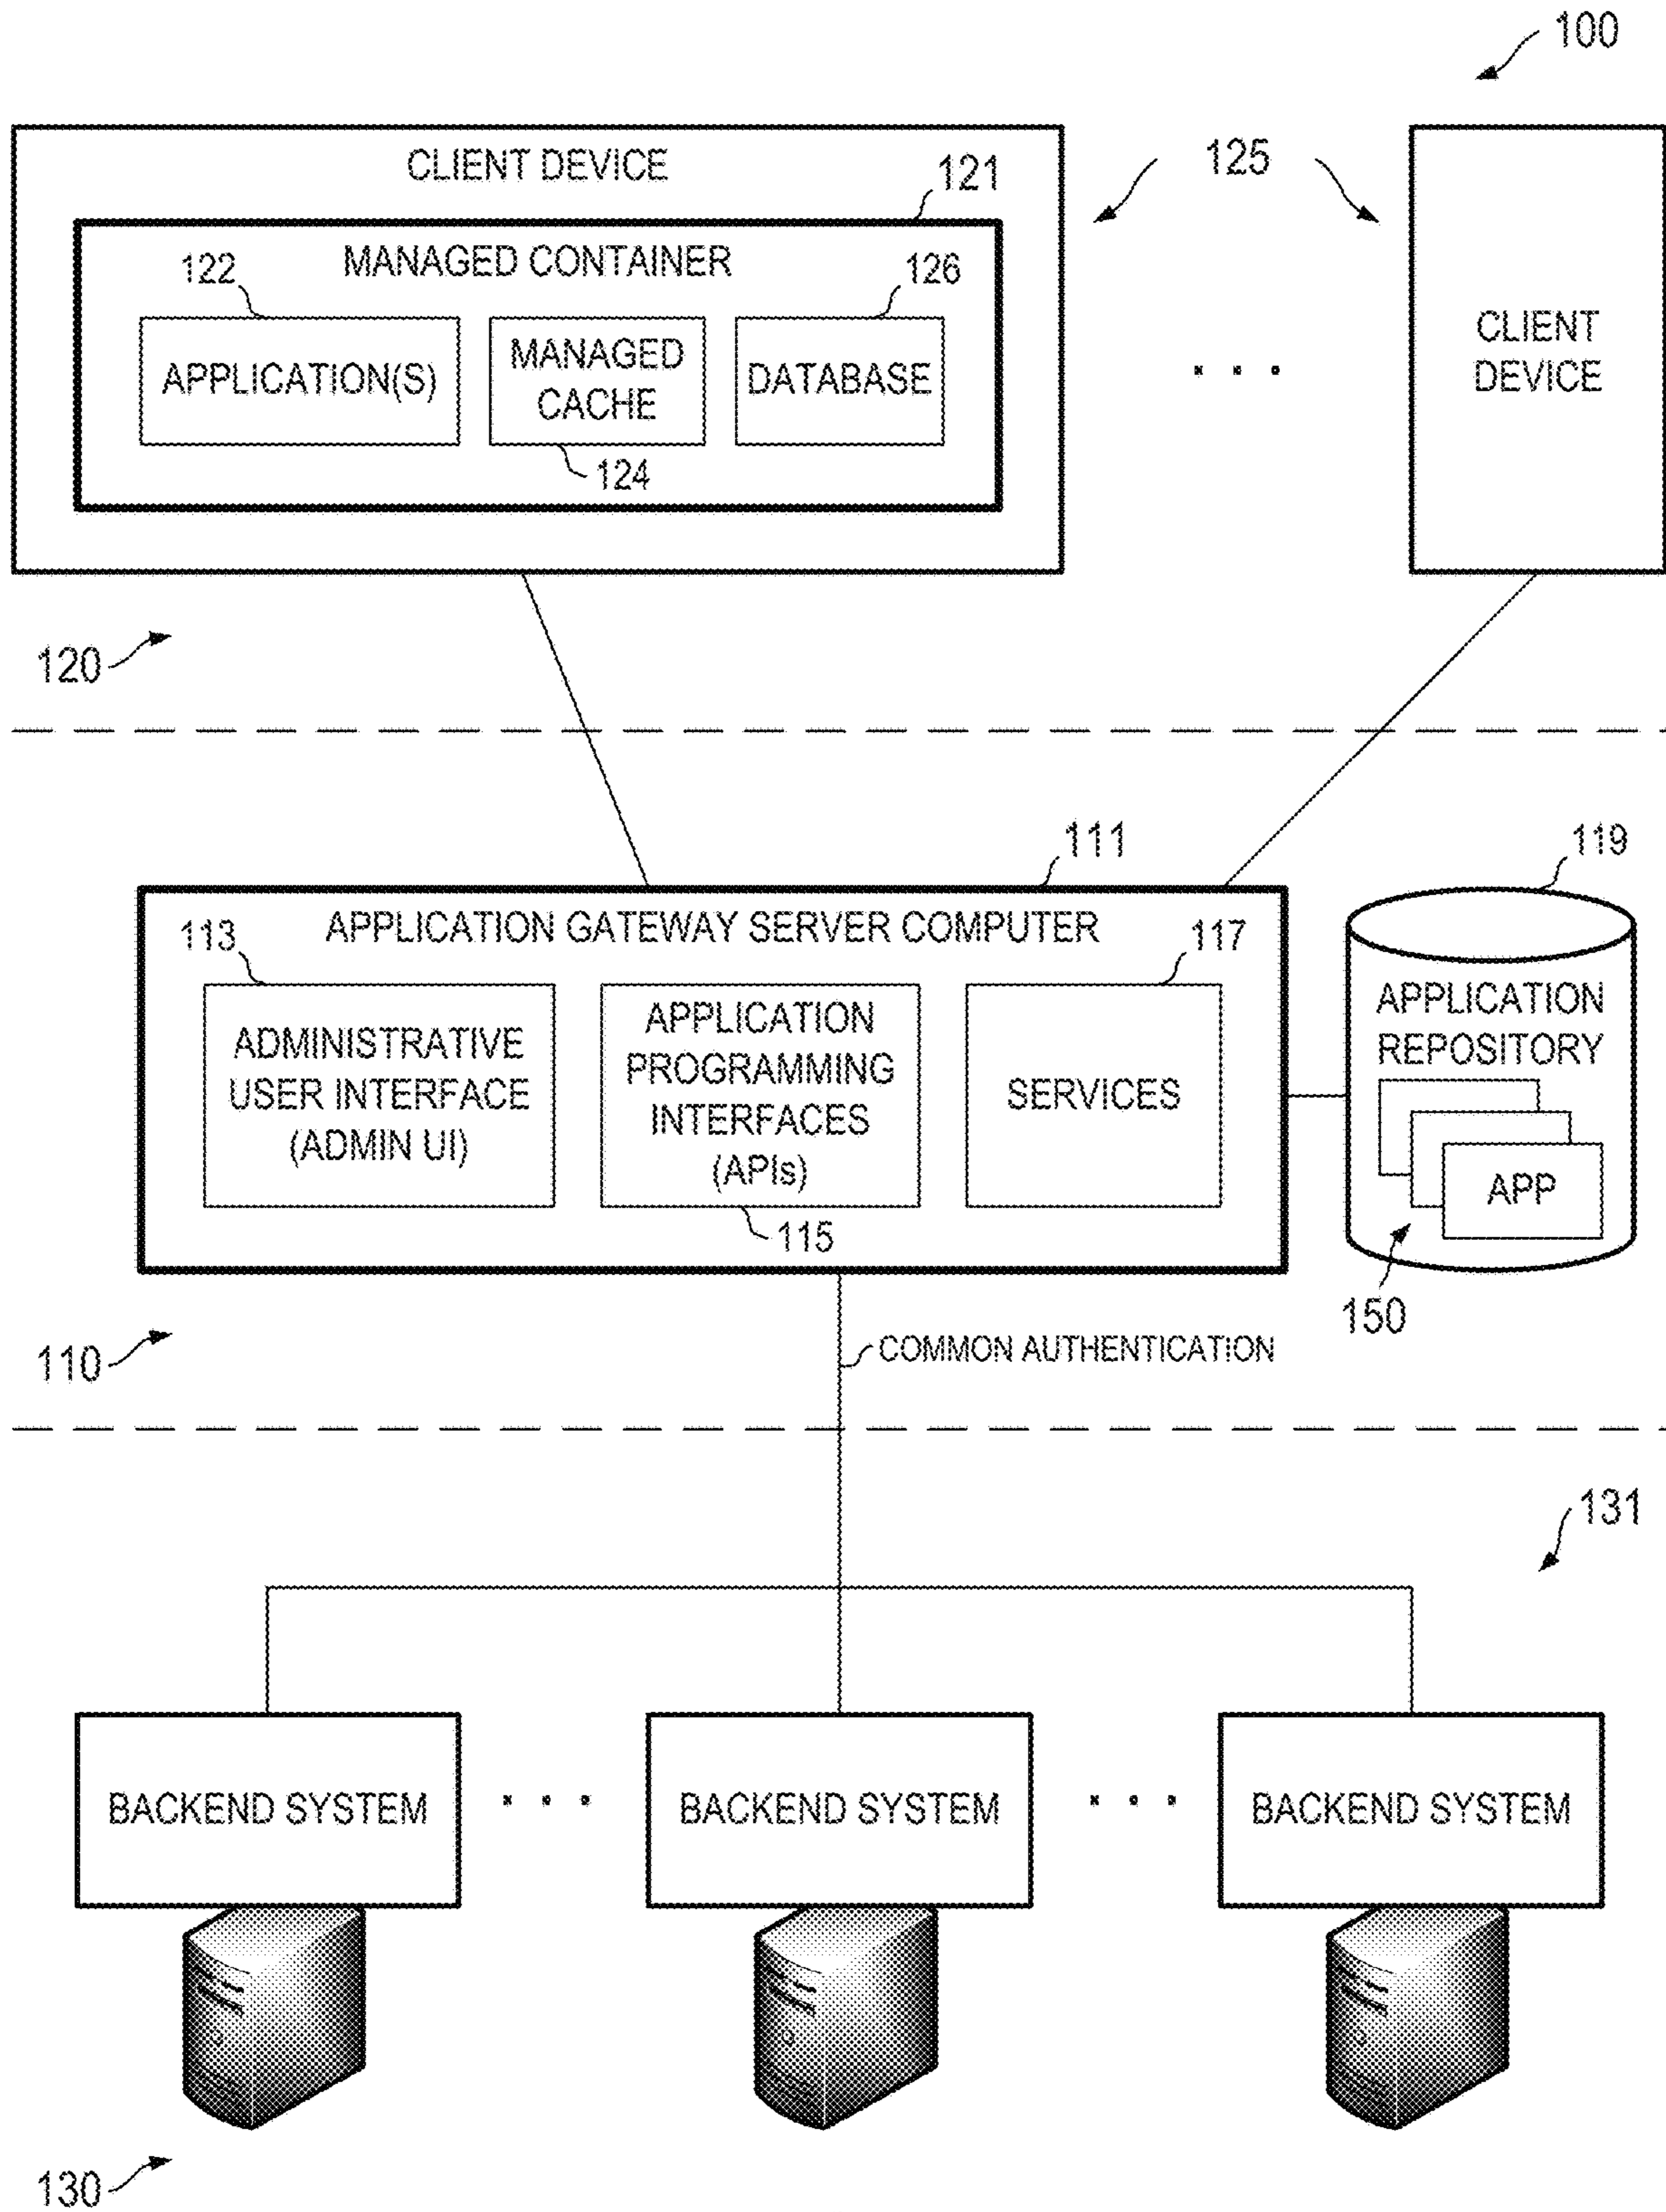 100
CLIENT DEVICE
121
125
MANAGED CONTAINER
122
126
APPLICATION(S)
MANAGED
CACHE
DATABASE
124
CLIENT
DEVICE
120
111
119
APPLICATION GATEWAY SERVER COMPUTER
113
117
ADMINISTRATIVE
USER INTERFACE
(ADMIN UI)
APPLICATION
PROGRAMMING
INTERFACES
(APIs)
SERVICES
115
APPLICATION
REPOSITORY
APP
150
110
COMMON AUTHENTICATION
131
BACKEND SYSTEM
BACKEND SYSTEM
BACKEND SYSTEM
130